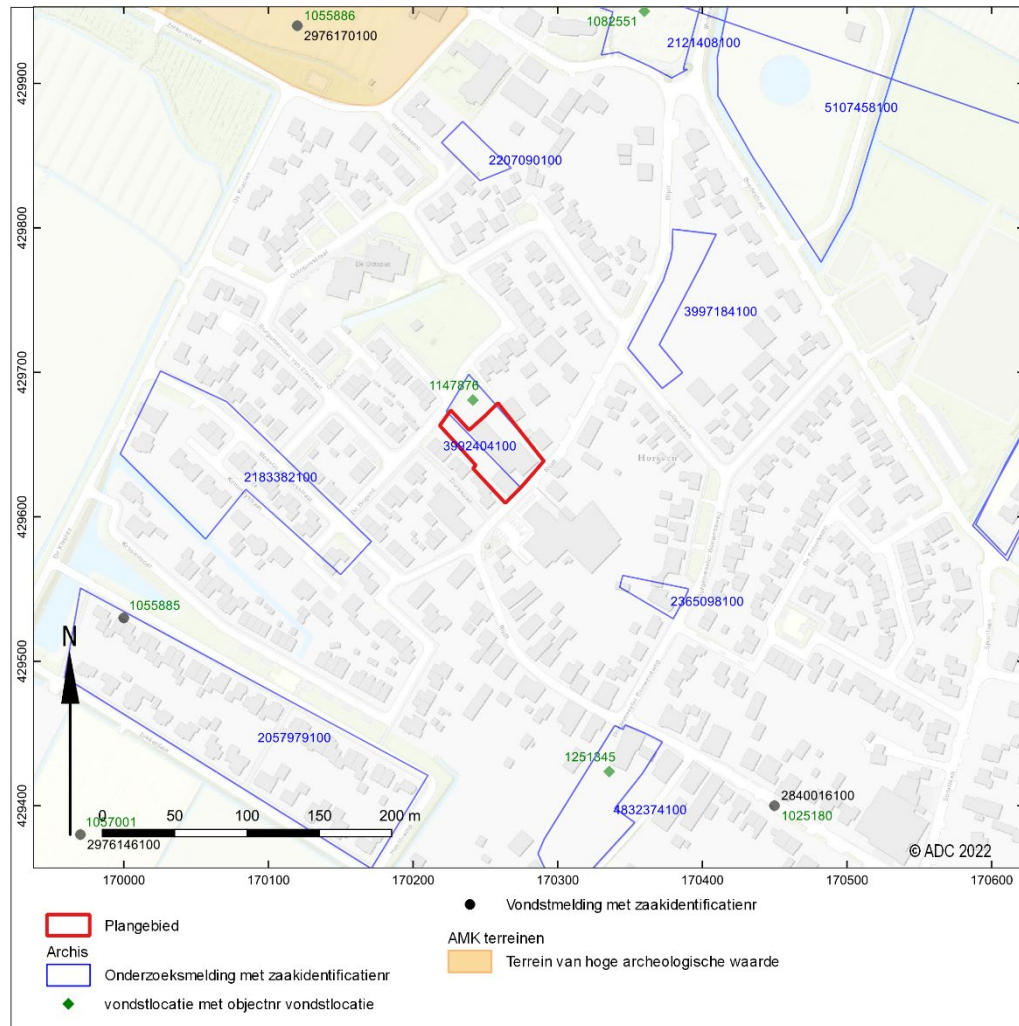 1055886
2976170100
1082551
2121408100
5107458100
2207090100
3997184100
1147876
3992404100
2183382100
Horssen
2365098100
1055885
2057979100
1251345
4832374100
2840016100
1025180
1057001
2976146100
N
0 50 100 150 200 m
© ADC 2022
429900
429800
429700
429600
429500
429400
170000 170100 170200 170300 170400 170500 170600
Plangebied
Archis
Onderzoeksmelding met zaakidentificatienr
vondstlocatie met objectnr vondstlocatie
Vondstmelding met zaakidentificatienr
AMK terreinen
Terrein van hoge archeologische waarde